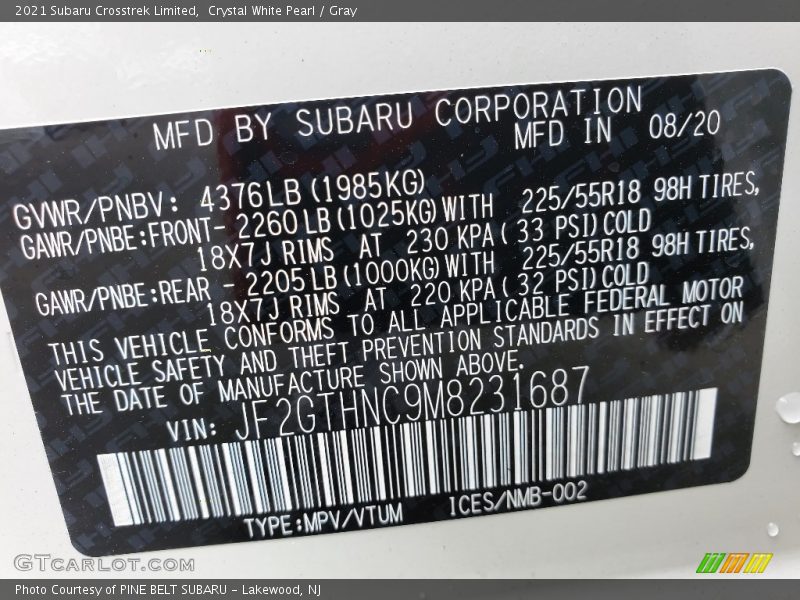 2021 Subaru Crosstrek Limited,  Crystal White Pearl / Gray
MFD BY SUBARU CORPORATION
MFD IN 08/20
GVWR/PNBV: 4376LB (1985KG)
GAWR/PNBE:FRONT- 2260 LB (1025KG) WITH 225/55R18 98H TIRES,
18X7J RIMS AT 230 KPA ( 33 PSI) COLD
GAWR/PNBE:REAR - 2205 LB (1000KG) WITH 225/55R18 98H TIRES,
18X7J RIMS AT 220 KPA ( 32 PSI) COLD
THIS VEHICLE CONFORMS TO ALL APPLICABLE FEDERAL MOTOR
VEHICLE SAFETY AND THEFT PREVENTION STANDARDS IN EFFECT ON
THE DATE OF MANUFACTURE SHOWN ABOVE.
VIN: JF2GTHNC9M8231687
TYPE:MPV/VTUM ICES/NMB-002
GTCARLOT.COM
Photo Courtesy of PINE BELT SUBARU - Lakewood, NJ